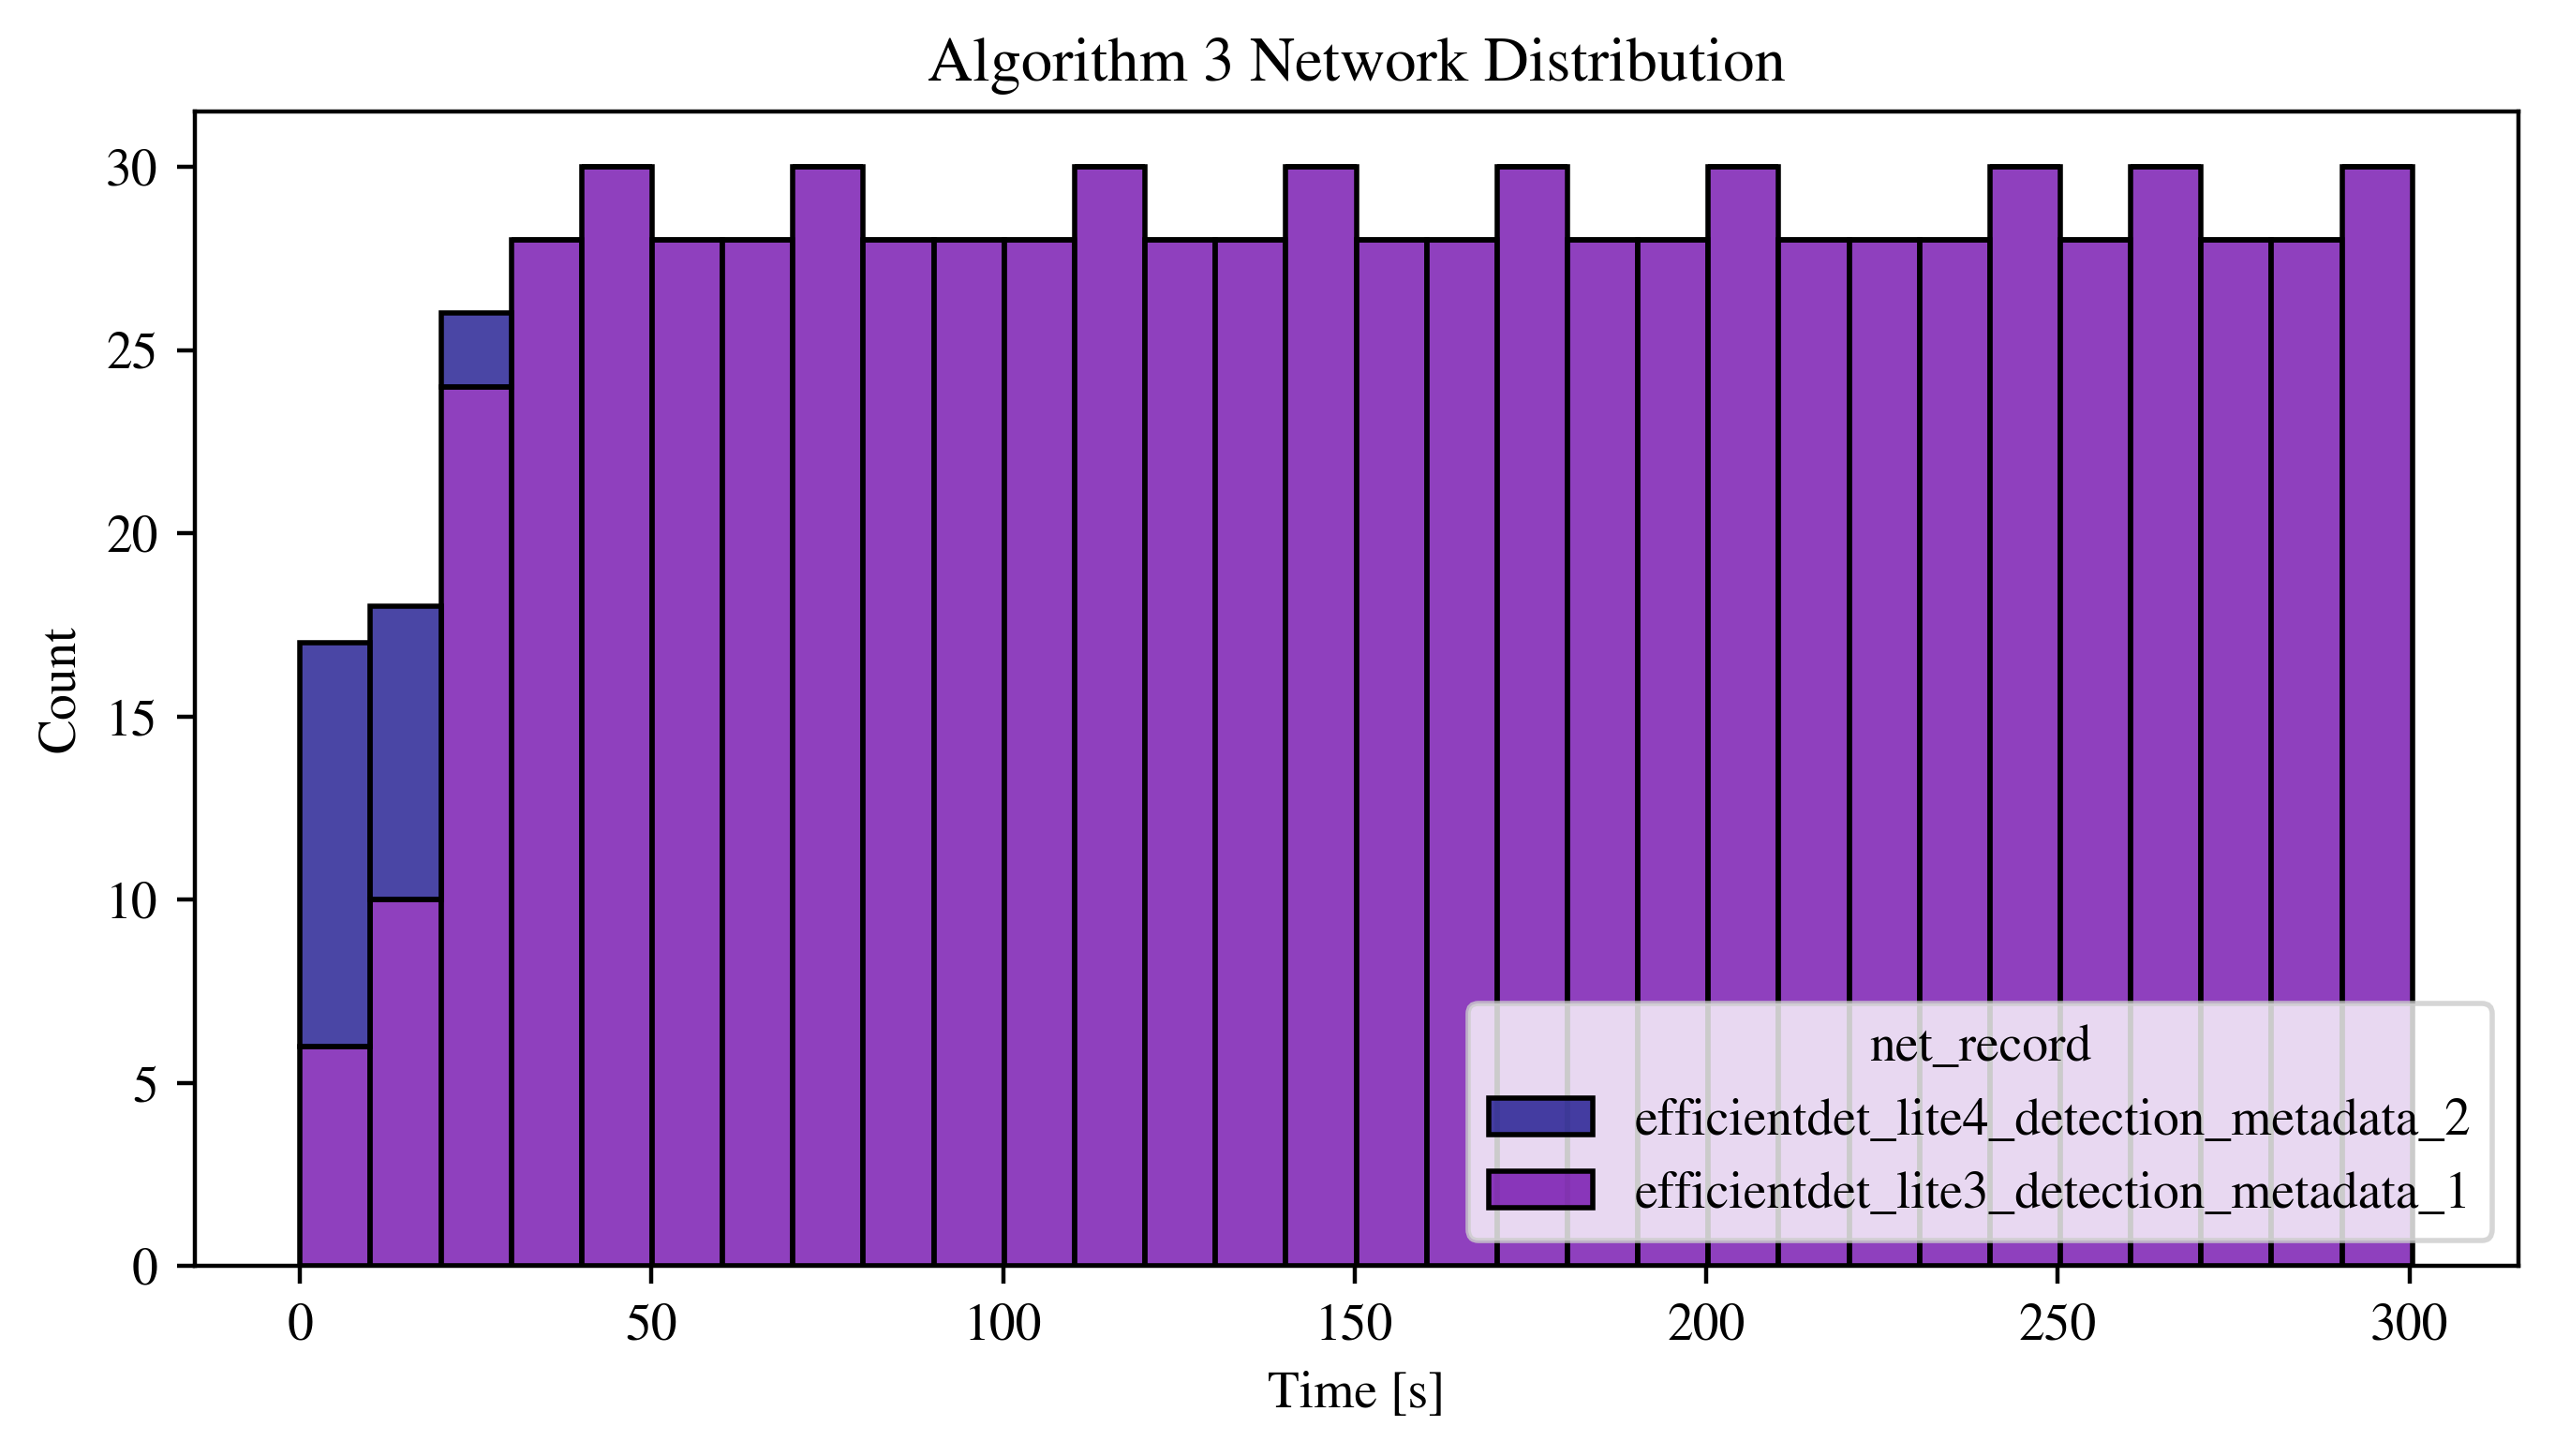 Algorithm 3 Network Distribution
30
25
20
15
10
5
0
Count
net_record
efficientdet_lite4_detection_metadata_2
efficientdet_lite3_detection_metadata_1
0 50 100 150 200 250 300
Time [s]